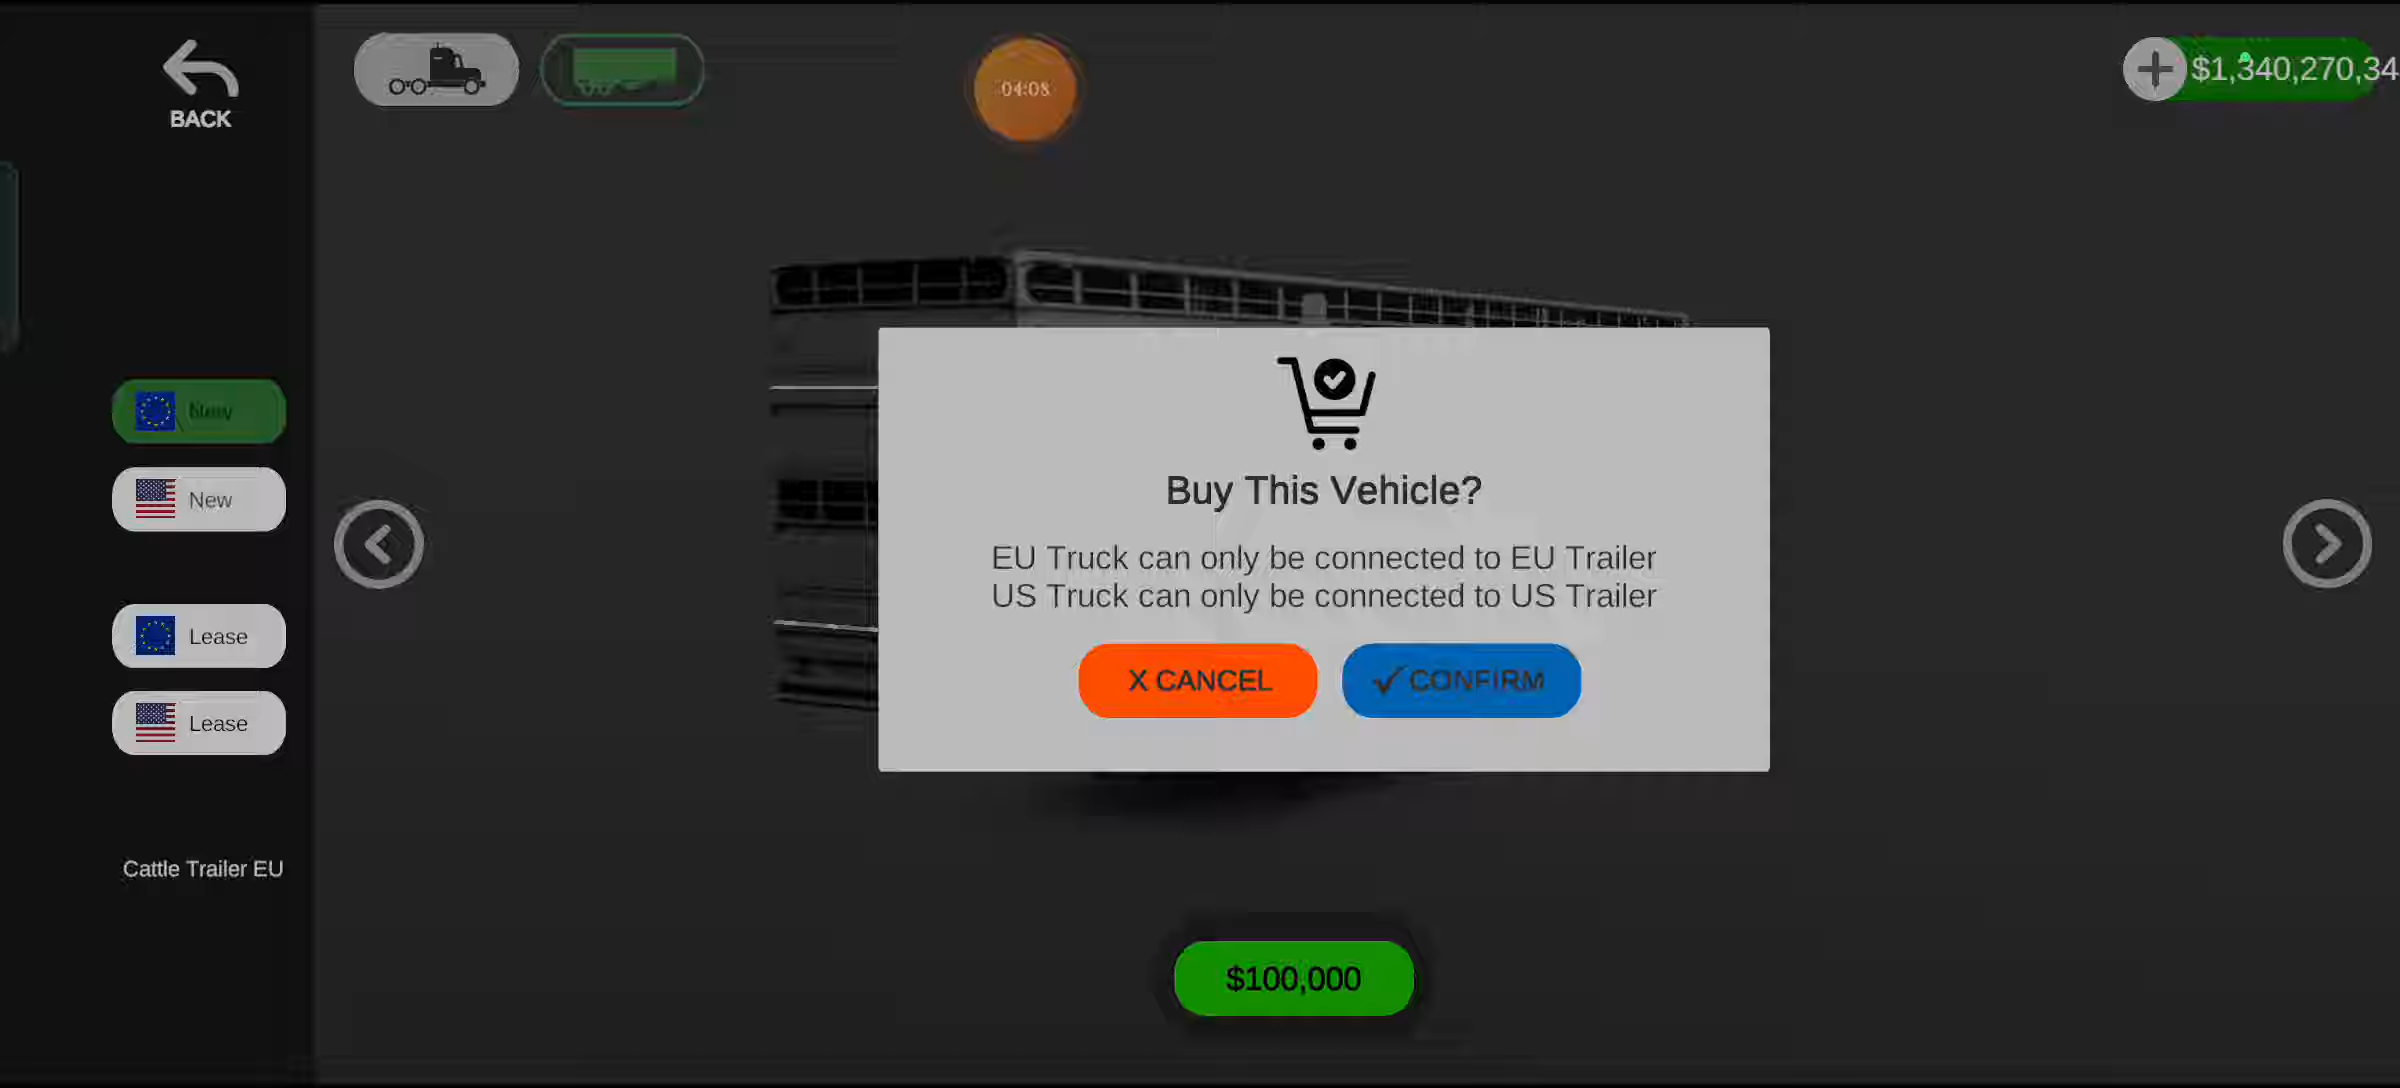 BACK
04:08
$1,340,270,34
New
New
Lease
Lease
Cattle Trailer EU
Buy This Vehicle?
EU Truck can only be connected to EU Trailer
US Truck can only be connected to US Trailer
X CANCEL
✓ CONFIRM
$100,000